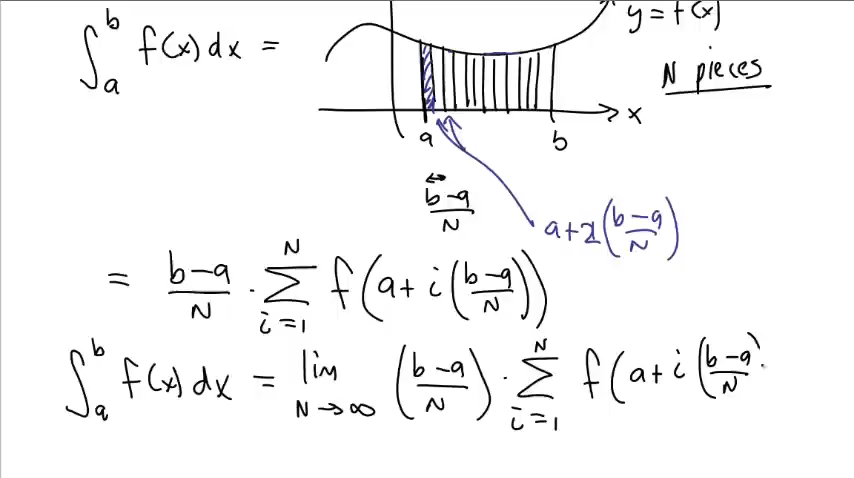 ∫_a^b f(x) dx =
y = f(x)
N pieces
x
a
b
(b-a)/N
a+2((b-a)/N)
= (b-a)/N · Σ_{i=1}^{N} f(a+i((b-a)/N))
∫_a^b f(x) dx = lim_{N→∞} ((b-a)/N) · Σ_{i=1}^{N} f(a+i((b-a)/N)